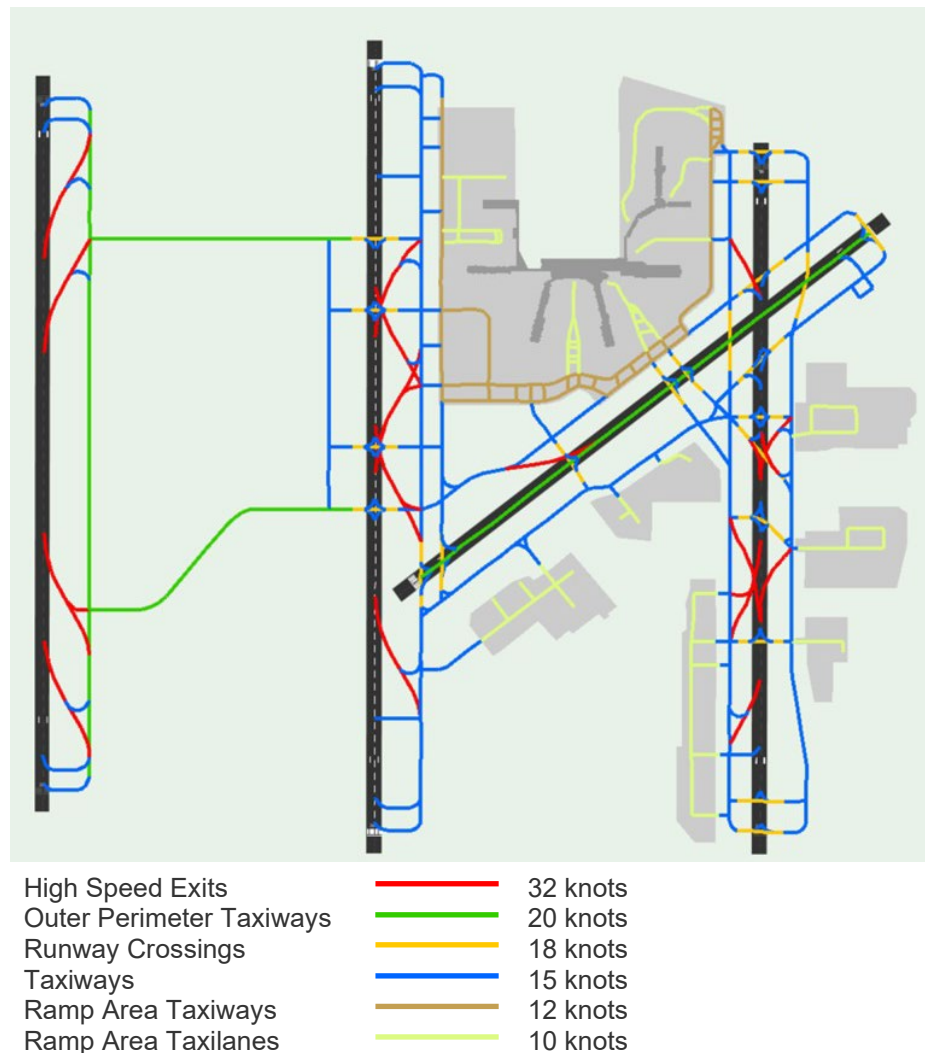 High Speed Exits 32 knots
Outer Perimeter Taxiways 20 knots
Runway Crossings 18 knots
Taxiways 15 knots
Ramp Area Taxiways 12 knots
Ramp Area Taxilanes 10 knots